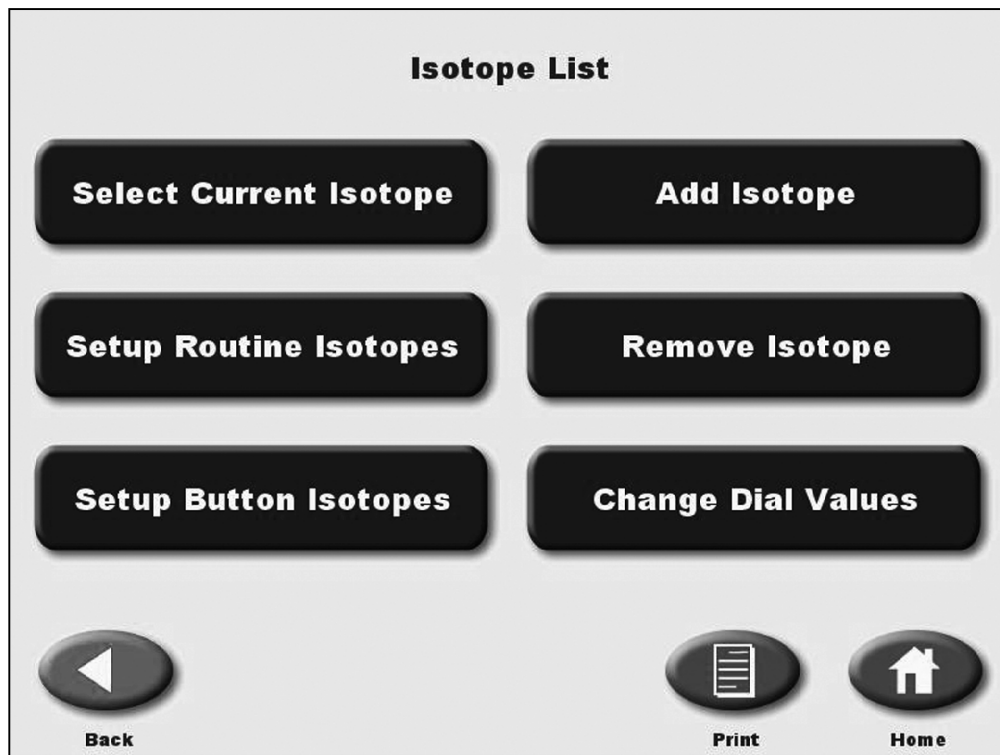 Isotope List
Select Current Isotope
Add Isotope
Setup Routine Isotopes
Remove Isotope
Setup Button Isotopes
Change Dial Values
Back
Print
Home